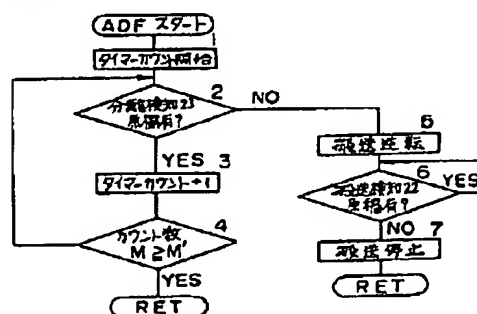 ADF スタート
タイマーカウント開始
2
分離検知23
原稿有?
NO
YES 3
タイマーカウント+1
4
カウント数
M ≧ M'
YES
RET
5
搬送逆転
6
搬送検知22
原稿有?
YES
NO 7
搬送停止
RET